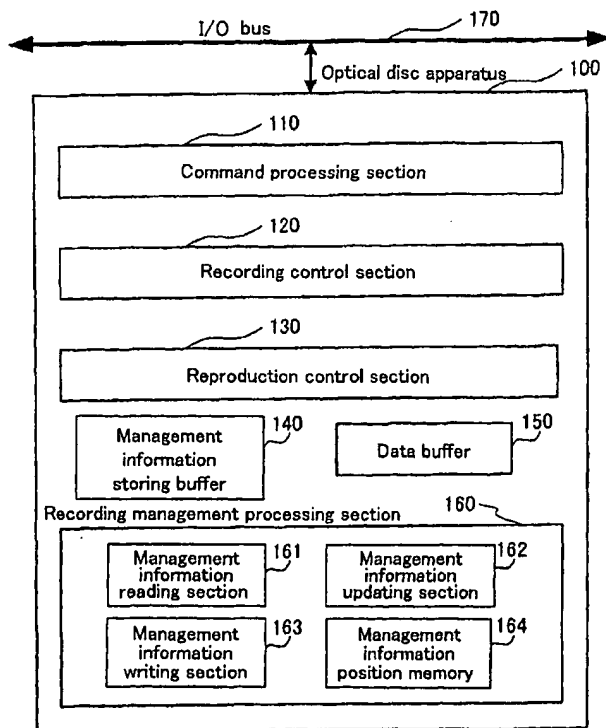 I/O bus
170
Optical disc apparatus
100
110
Command processing section
120
Recording control section
130
Reproduction control section
140
Management
information
storing buffer
150
Data buffer
Recording management processing section
160
161
Management
information
reading section
162
Management
information
updating section
163
Management
information
writing section
164
Management
information
position memory